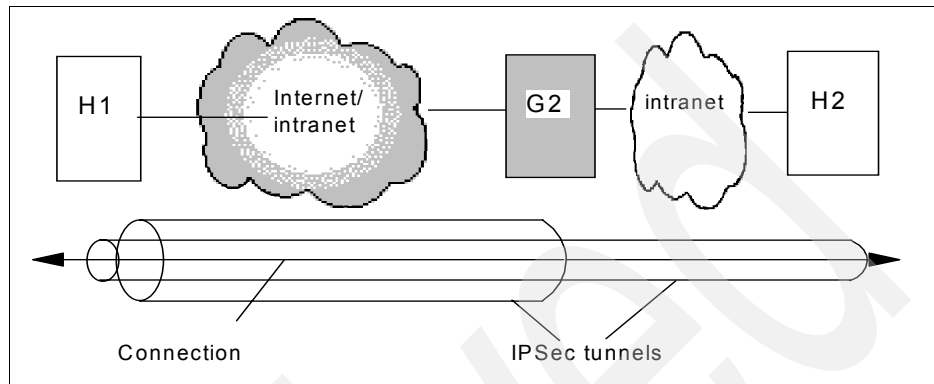 H1
Internet/
intranet
G2
intranet
H2
Connection
IPSec tunnels